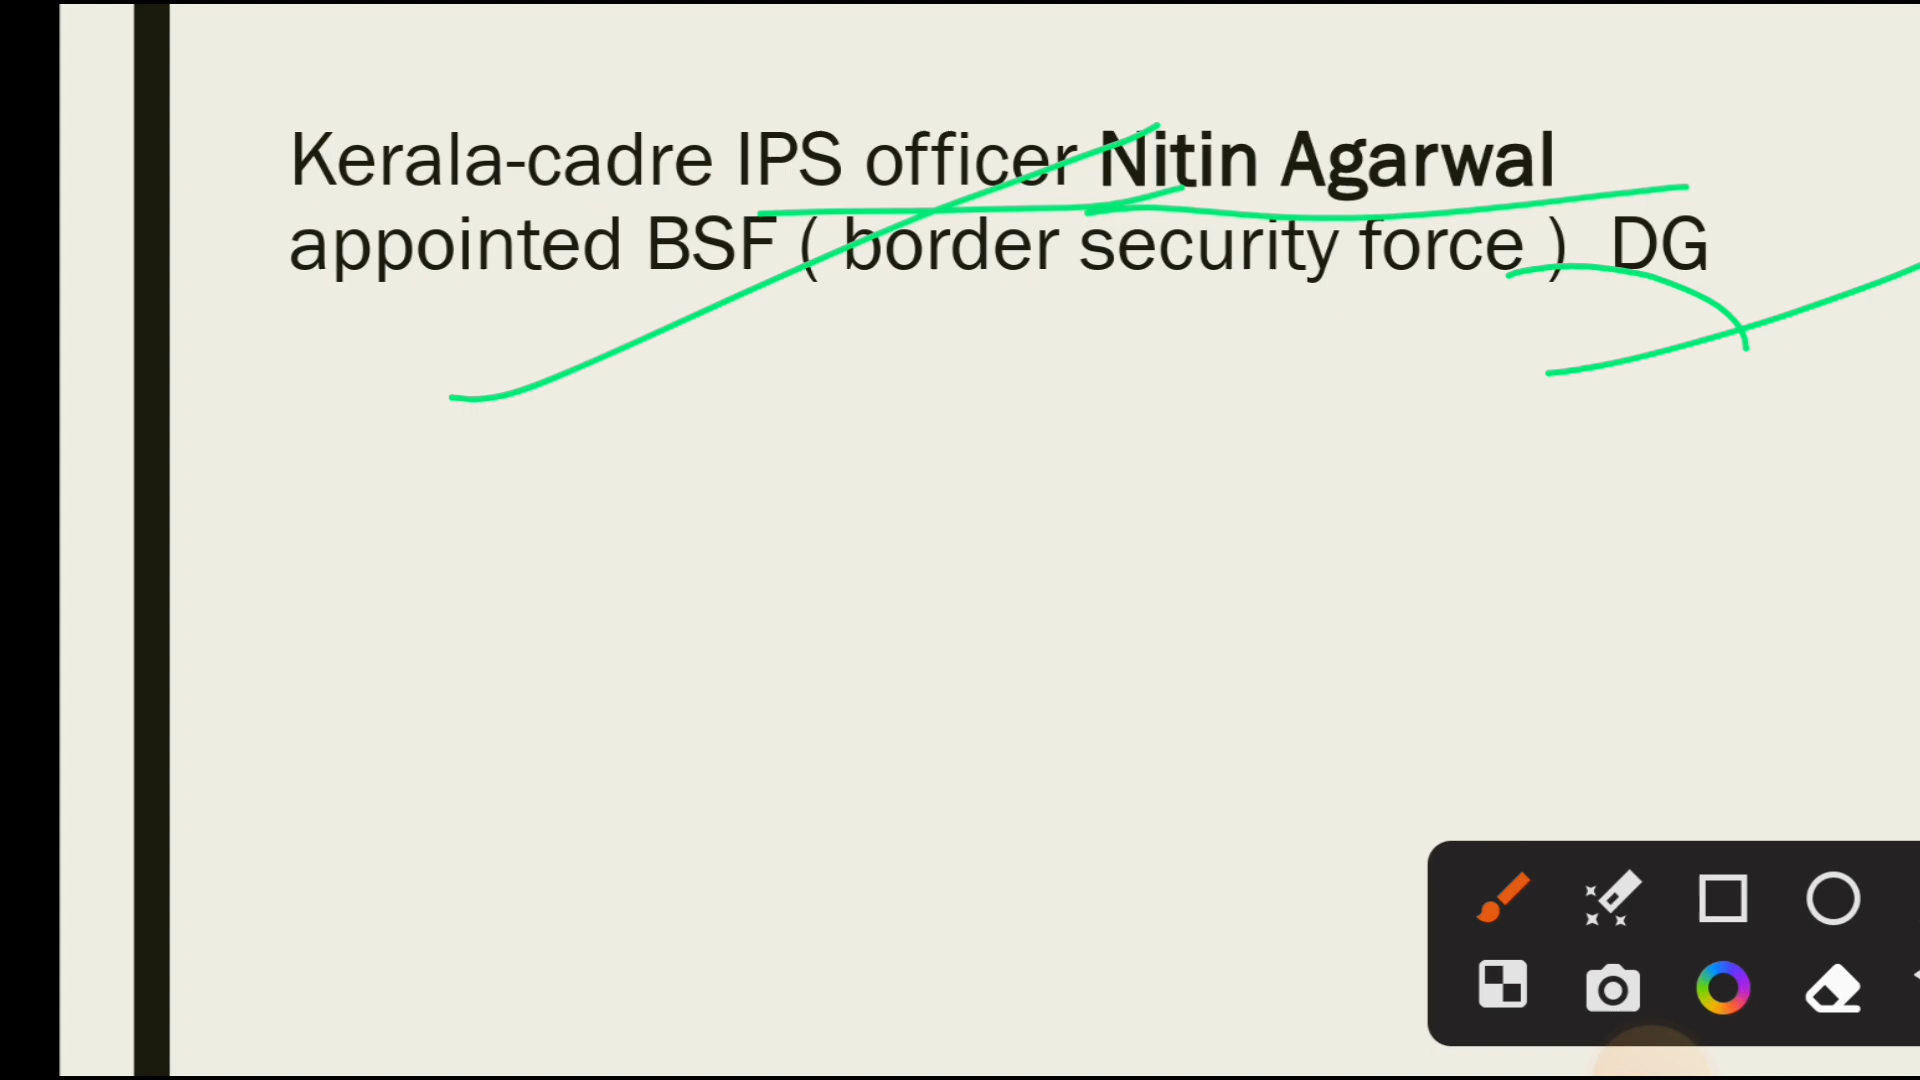 Kerala-cadre IPS officer Nitin Agarwal
appointed BSF ( border security force ) DG